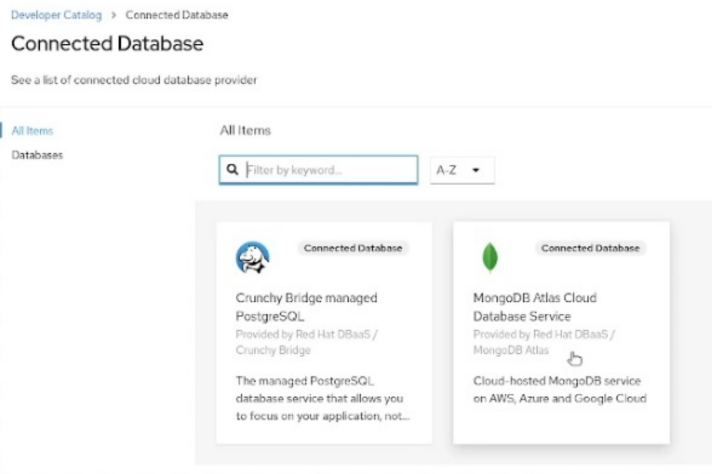 Developer Catalog > Connected Database
Connected Database
See a list of connected cloud database provider
All Items
Databases
All Items
Filter by keyword...
A-Z
Connected Database
Crunchy Bridge managed
PostgreSQL
Provided by Red Hat DBaaS /
Crunchy Bridge
The managed PostgreSQL
database service that allows you
to focus on your application, not...
Connected Database
MongoDB Atlas Cloud
Database Service
Provided by Red Hat DBaaS /
MongoDB Atlas
Cloud-hosted MongoDB service
on AWS, Azure and Google Cloud